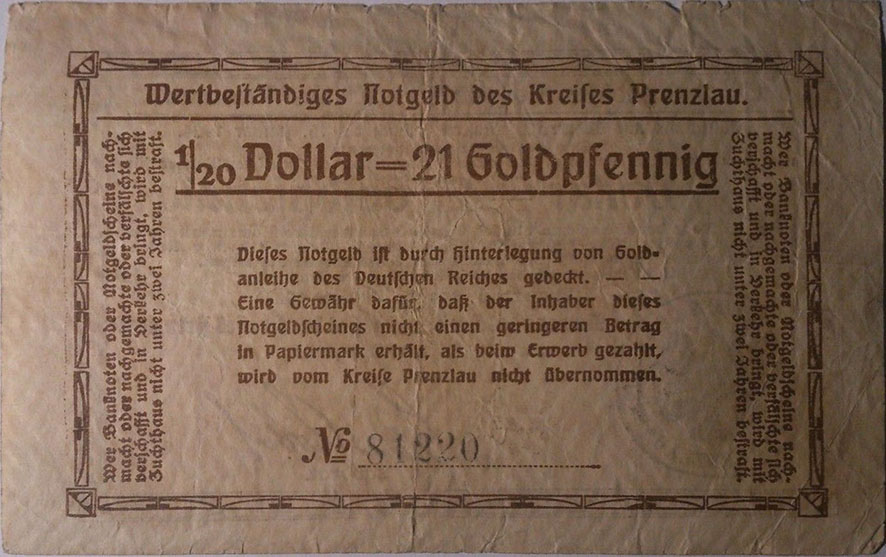 Wertbeständiges Notgeld des Kreises Prenzlau.
1/20 Dollar=21 Goldpfennig
Wer Banknoten oder Notgeldscheine nach-
macht oder nachgemachte oder verfälschte sich
verschafft und in Verkehr bringt, wird mit
Zuchthaus nicht unter zwei Jahren bestraft.
Dieses Notgeld ist durch Hinterlegung von Gold-
anleihe des Deutschen Reiches gedeckt. — —
Eine Gewähr dafür, daß der Inhaber dieses
Notgeldscheines nicht einen geringeren Betrag
in Papiermark erhält, als beim Erwerb gezahlt,
wird vom Kreise Prenzlau nicht übernommen.
№ 81220
Wer Banknoten oder Notgeldscheine nach-
macht oder nachgemachte oder verfälschte sich
verschafft und in Verkehr bringt, wird mit
Zuchthaus nicht unter zwei Jahren bestraft.